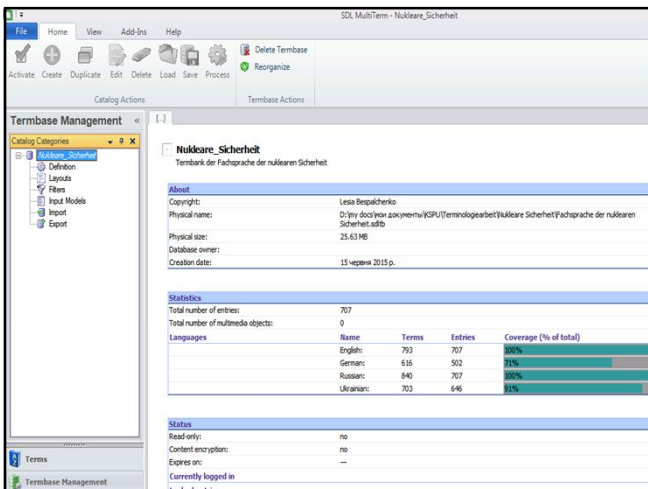 SDL MultiTerm - Nukleare_Sicherheit
File Home View Add-Ins Help
Activate Create Duplicate Edit Delete Load Save Process
Delete Termbase
Reorganize
Catalog Actions
Termbase Actions
Termbase Management «
Catalog Categories
Nukleare_Sicherheit
Definition
Layouts
Filters
Input Models
Import
Export
Terms
Termbase Management
[...]
Nukleare_Sicherheit
Termbank der Fachsprache der nuklearen Sicherheit
About
Copyright: Lesia Bespalchenko
Physical name: D:\my docs\мои документы\KSPU\Terminologiearbeit\Nukleare Sicherheit\Fachsprache der nuklearen
Sicherheit.sdltb
Physical size: 25.63 MB
Database owner:
Creation date: 15 червня 2015 р.
Statistics
Total number of entries: 707
Total number of multimedia objects: 0
Languages Name Terms Entries Coverage (% of total)
English: 793 707 100%
German: 616 502 71%
Russian: 840 707 100%
Ukrainian: 703 646 91%
Status
Read-only: no
Content encryption: no
Expires on: —
Currently logged in